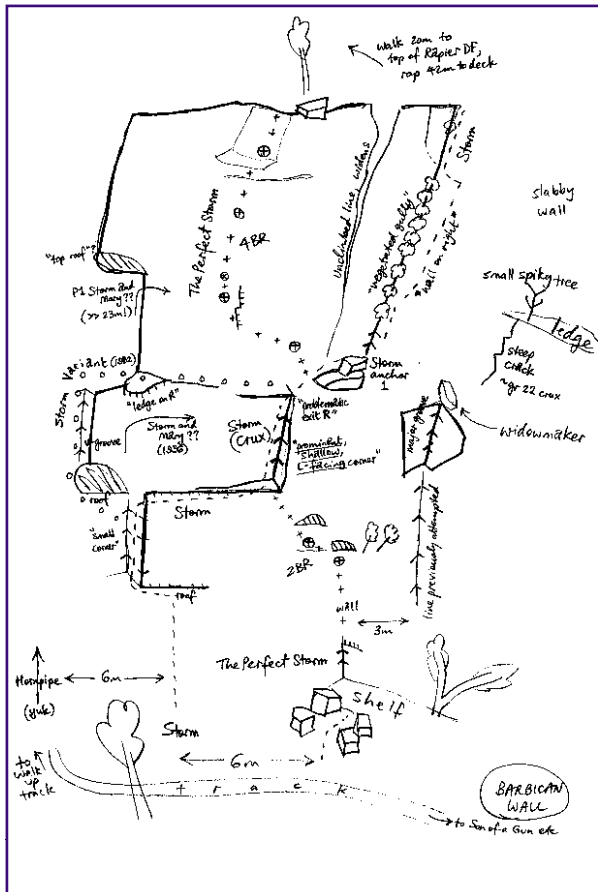 walk 20m to
top of Rapier DF,
rap 42m to deck
Storm
slabby
wall
The Perfect Storm
4BR
Unclimbed line, widens
"vegetated gully"
"wall on right"
"top roof"?
P1 Storm and
Mary??
(>> 23m!)
small spiky tree
ledge
steep
crack
~gr 22 crux
Storm
anchor
1
Storm Variant (1982)
"ledge on R"
"problematic
exit R"
widowmaker
V-groove
Storm and
Mary??
Storm
(crux)
"prominent,
shallow,
L-facing corner"
major groove
roof
Storm
"small
corner"
2BR
line previously attempted
roof
wall
3m
The Perfect Storm
Hornpipe
(yuk)
6m
Shelf
Storm
6m
to
walk
up
track
track
BARBICAN
WALL
to Son of a Gun etc